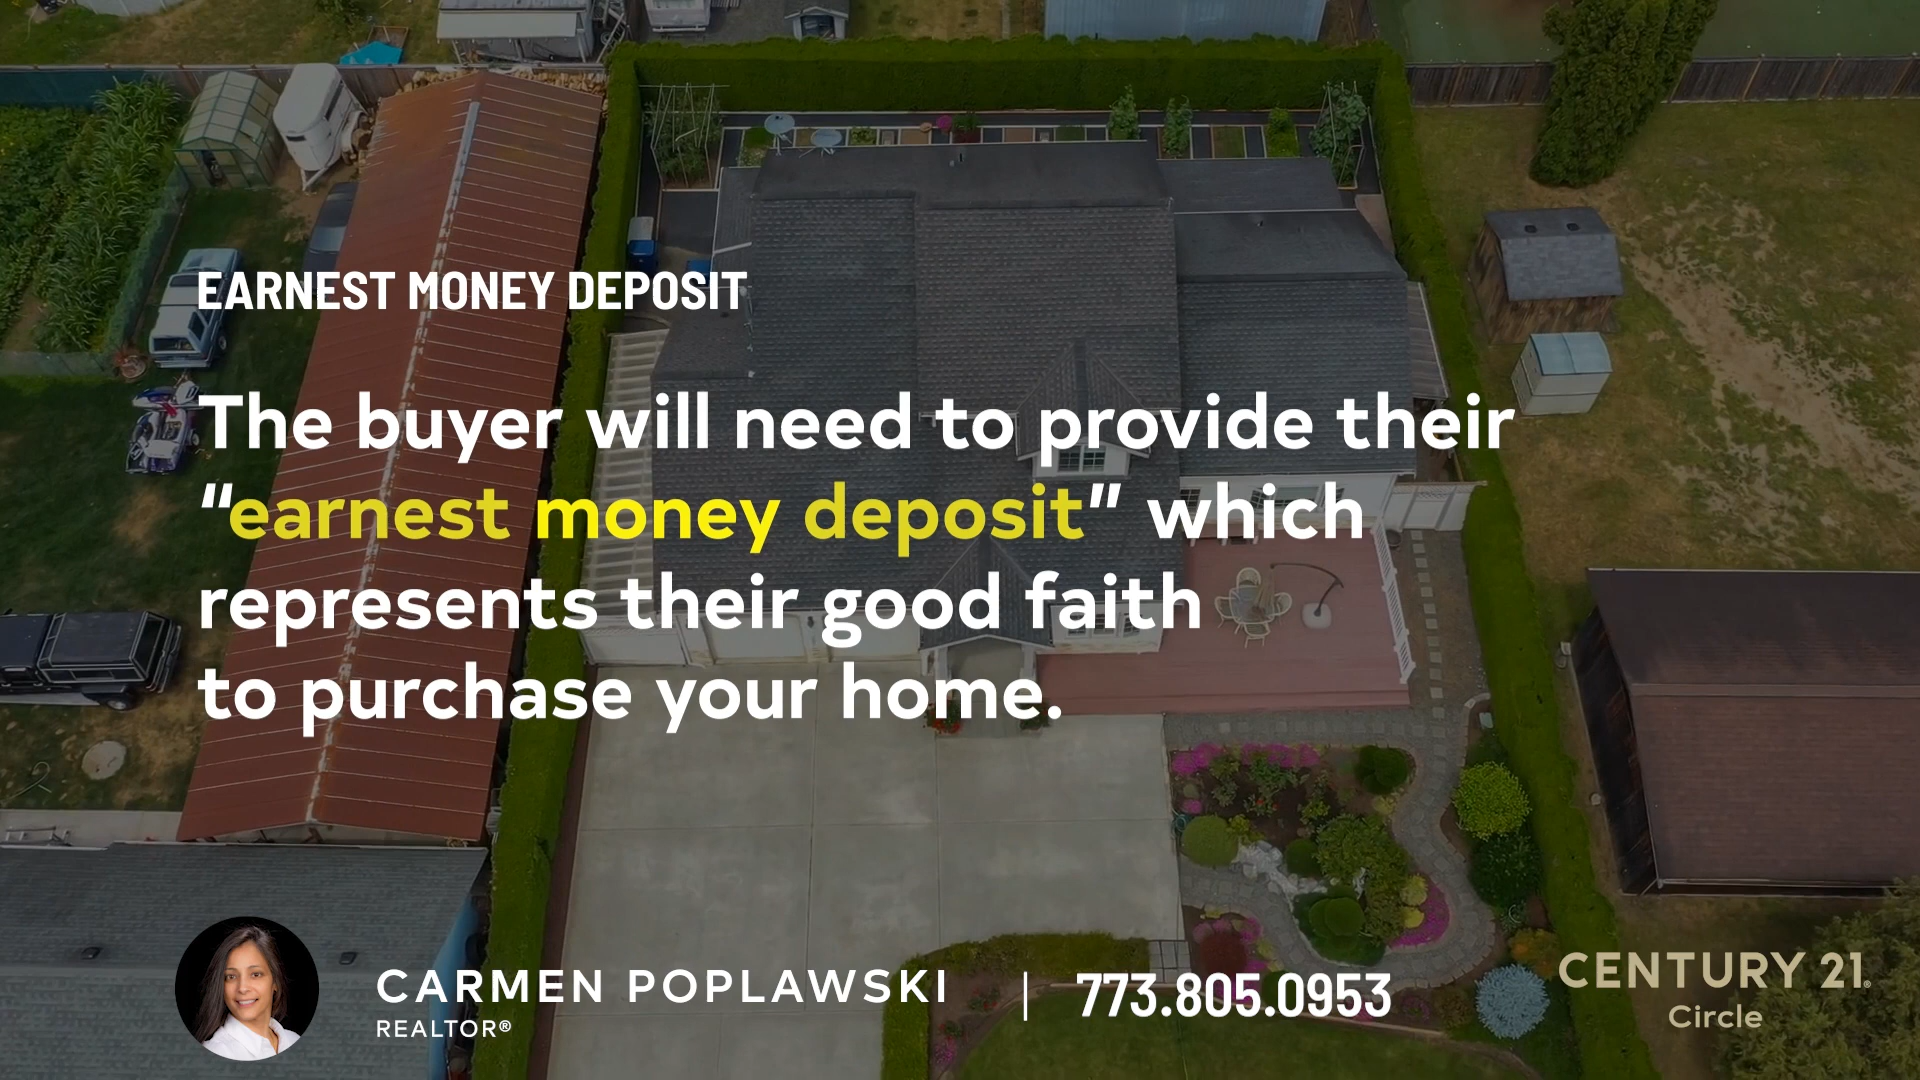 EARNEST MONEY DEPOSIT
The buyer will need to provide their
“earnest money deposit” which
represents their good faith
to purchase your home.
CARMEN POPLAWSKI | 773.805.0953
REALTOR®
CENTURY 21®
Circle